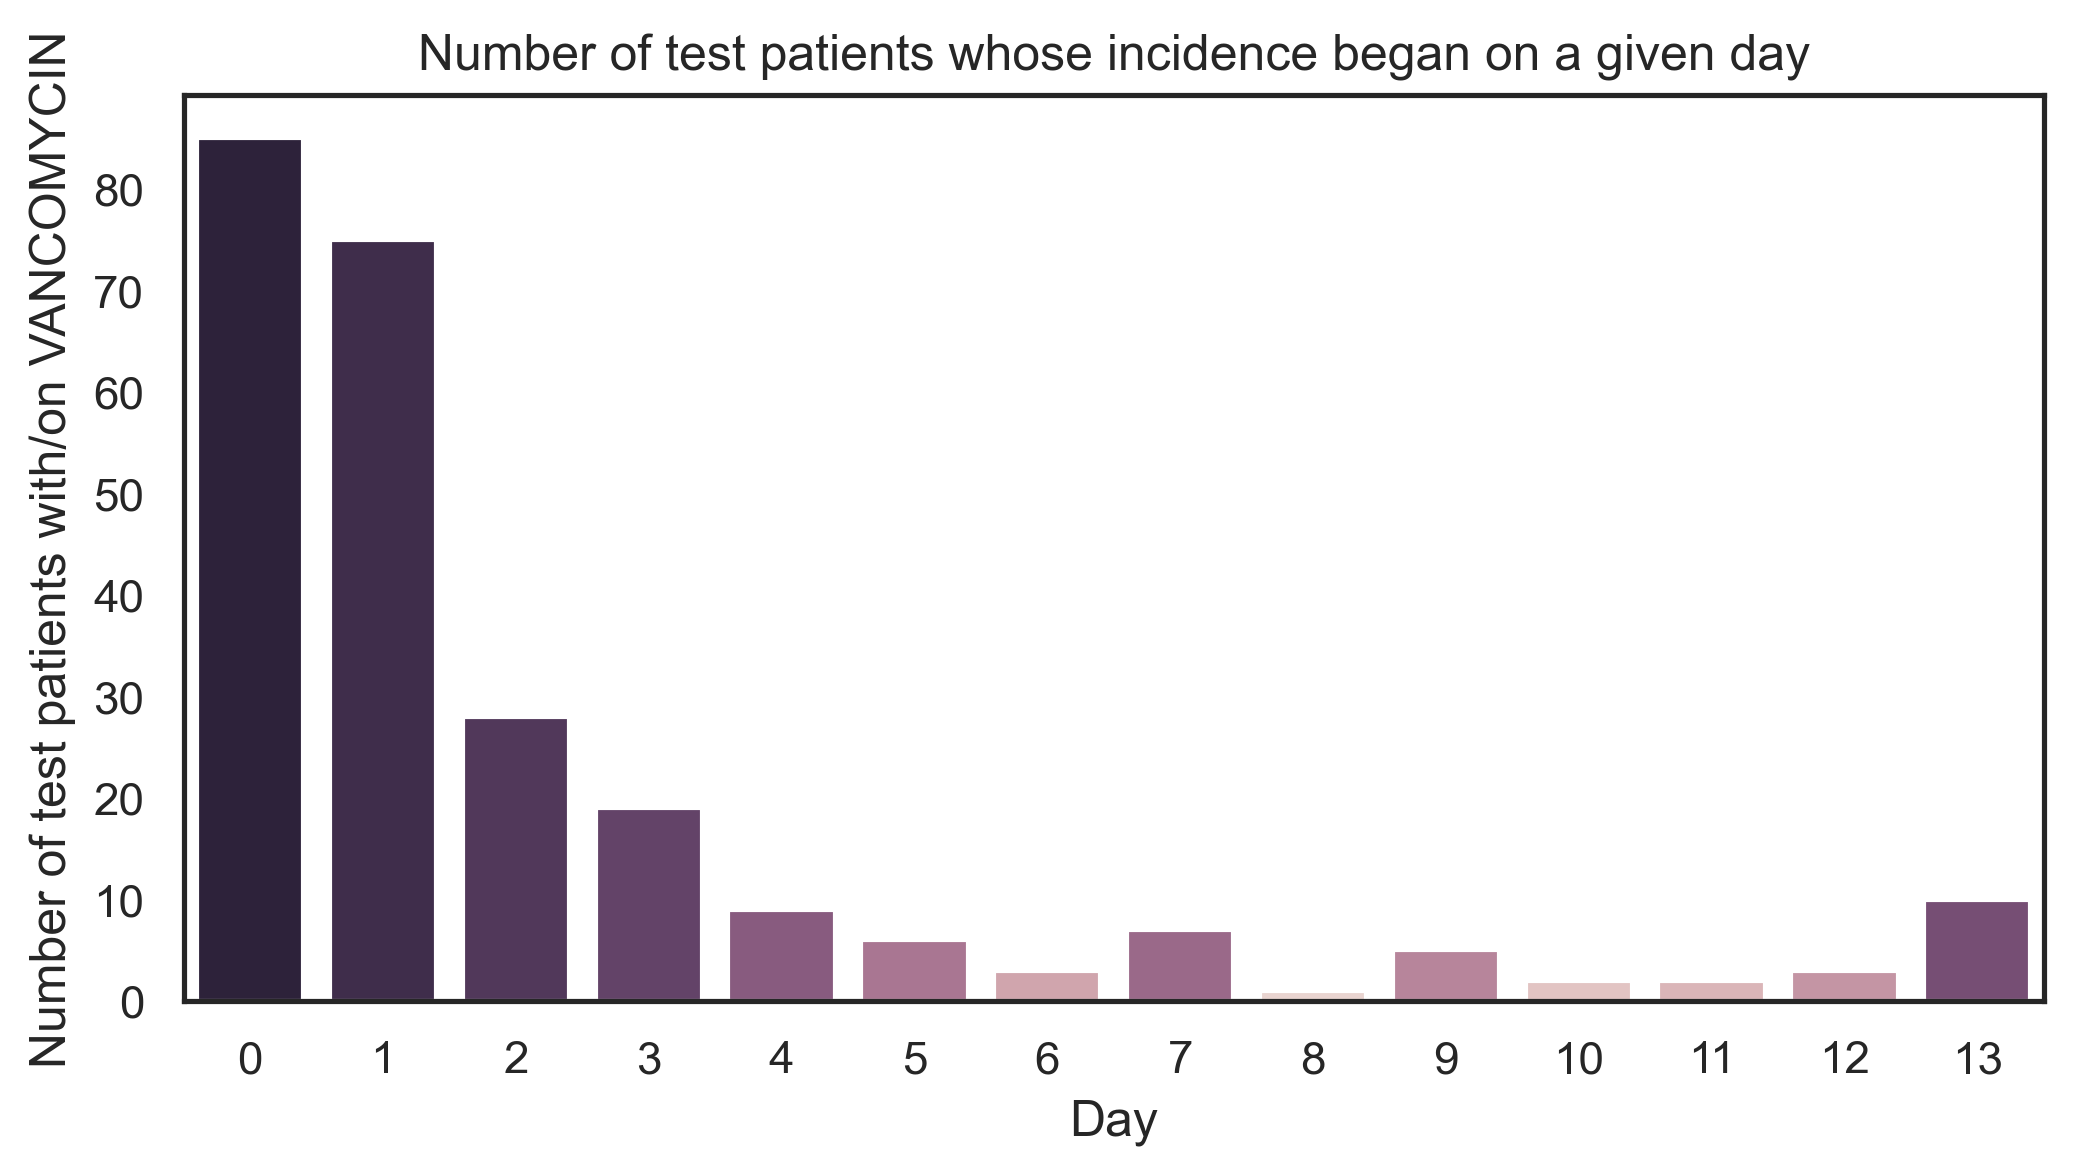 Number of test patients whose incidence began on a given day
Number of test patients with/on VANCOMYCIN
80
70
60
50
40
30
20
10
0
0 1 2 3 4 5 6 7 8 9 10 11 12 13
Day